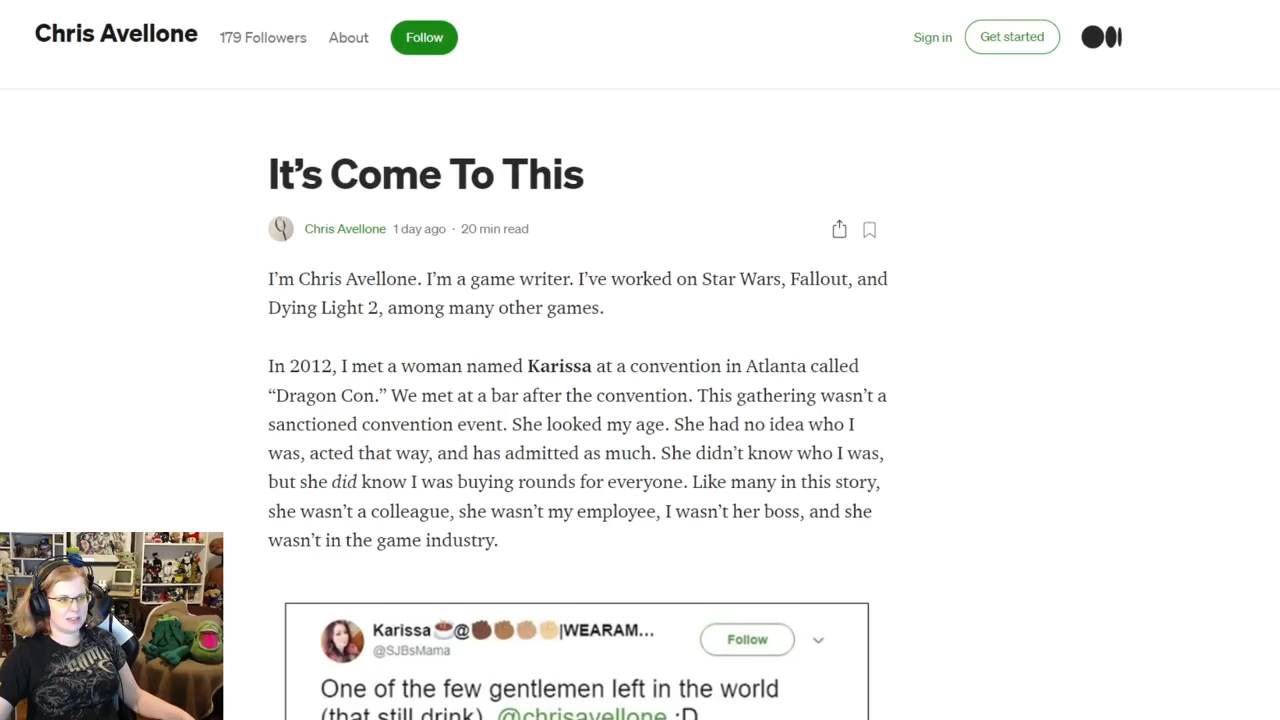 Chris Avellone 179 Followers About Follow Sign in Get started
It's Come To This
Chris Avellone 1 day ago · 20 min read
I'm Chris Avellone. I'm a game writer. I've worked on Star Wars, Fallout, and
Dying Light 2, among many other games.
In 2012, I met a woman named Karissa at a convention in Atlanta called
“Dragon Con.” We met at a bar after the convention. This gathering wasn't a
sanctioned convention event. She looked my age. She had no idea who I
was, acted that way, and has admitted as much. She didn't know who I was,
but she did know I was buying rounds for everyone. Like many in this story,
she wasn't a colleague, she wasn't my employee, I wasn't her boss, and she
wasn't in the game industry.
Karissa☕@✊🏿✊🏾✊🏽✊🏼|WEARAM... Follow
@SJBsMama
One of the few gentlemen left in the world
(that still drink). @chrisavellone :D